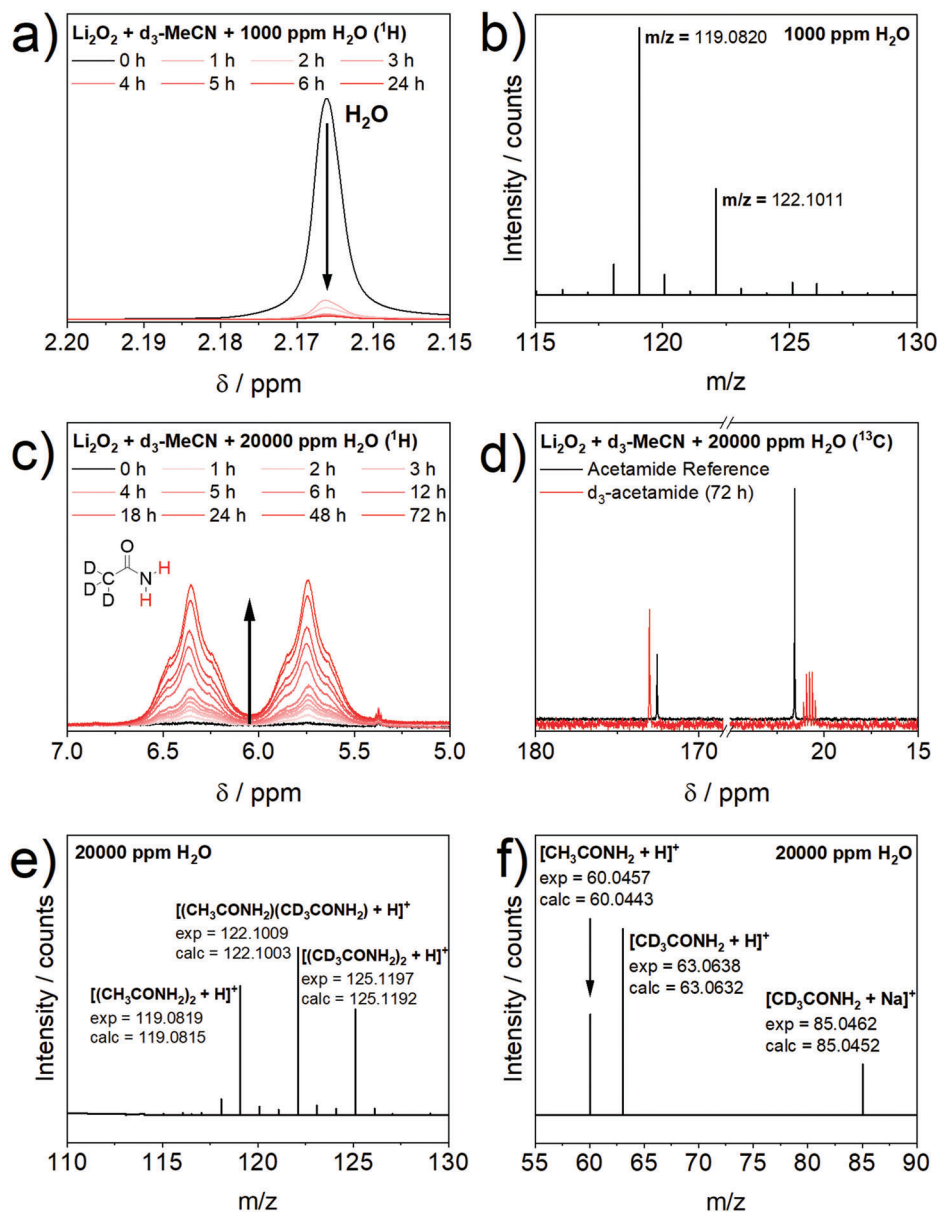 a)
Li₂O₂ + d₃-MeCN + 1000 ppm H₂O (¹H)
0 h 1 h 2 h 3 h
4 h 5 h 6 h 24 h
H₂O
2.20 2.19 2.18 2.17 2.16 2.15
δ / ppm
b)
1000 ppm H₂O
m/z = 119.0820
m/z = 122.1011
Intensity / counts
115 120 125 130
m/z
c)
Li₂O₂ + d₃-MeCN + 20000 ppm H₂O (¹H)
0 h 1 h 2 h 3 h
4 h 5 h 6 h 12 h
18 h 24 h 48 h 72 h
O
D H
D N
D H
7.0 6.5 6.0 5.5 5.0
δ / ppm
d)
Li₂O₂ + d₃-MeCN + 20000 ppm H₂O (¹³C)
Acetamide Reference
d₃-acetamide (72 h)
180 170 20 15
δ / ppm
e)
20000 ppm H₂O
[(CH₃CONH₂)(CD₃CONH₂) + H]⁺
exp = 122.1009
calc = 122.1003
[(CD₃CONH₂)₂ + H]⁺
exp = 125.1197
calc = 125.1192
[(CH₃CONH₂)₂ + H]⁺
exp = 119.0819
calc = 119.0815
Intensity / counts
110 115 120 125 130
m/z
f)
[CH₃CONH₂ + H]⁺
20000 ppm H₂O
exp = 60.0457
calc = 60.0443
[CD₃CONH₂ + H]⁺
exp = 63.0638
calc = 63.0632
[CD₃CONH₂ + Na]⁺
exp = 85.0462
calc = 85.0452
Intensity / counts
55 60 65 70 75 80 85 90
m/z